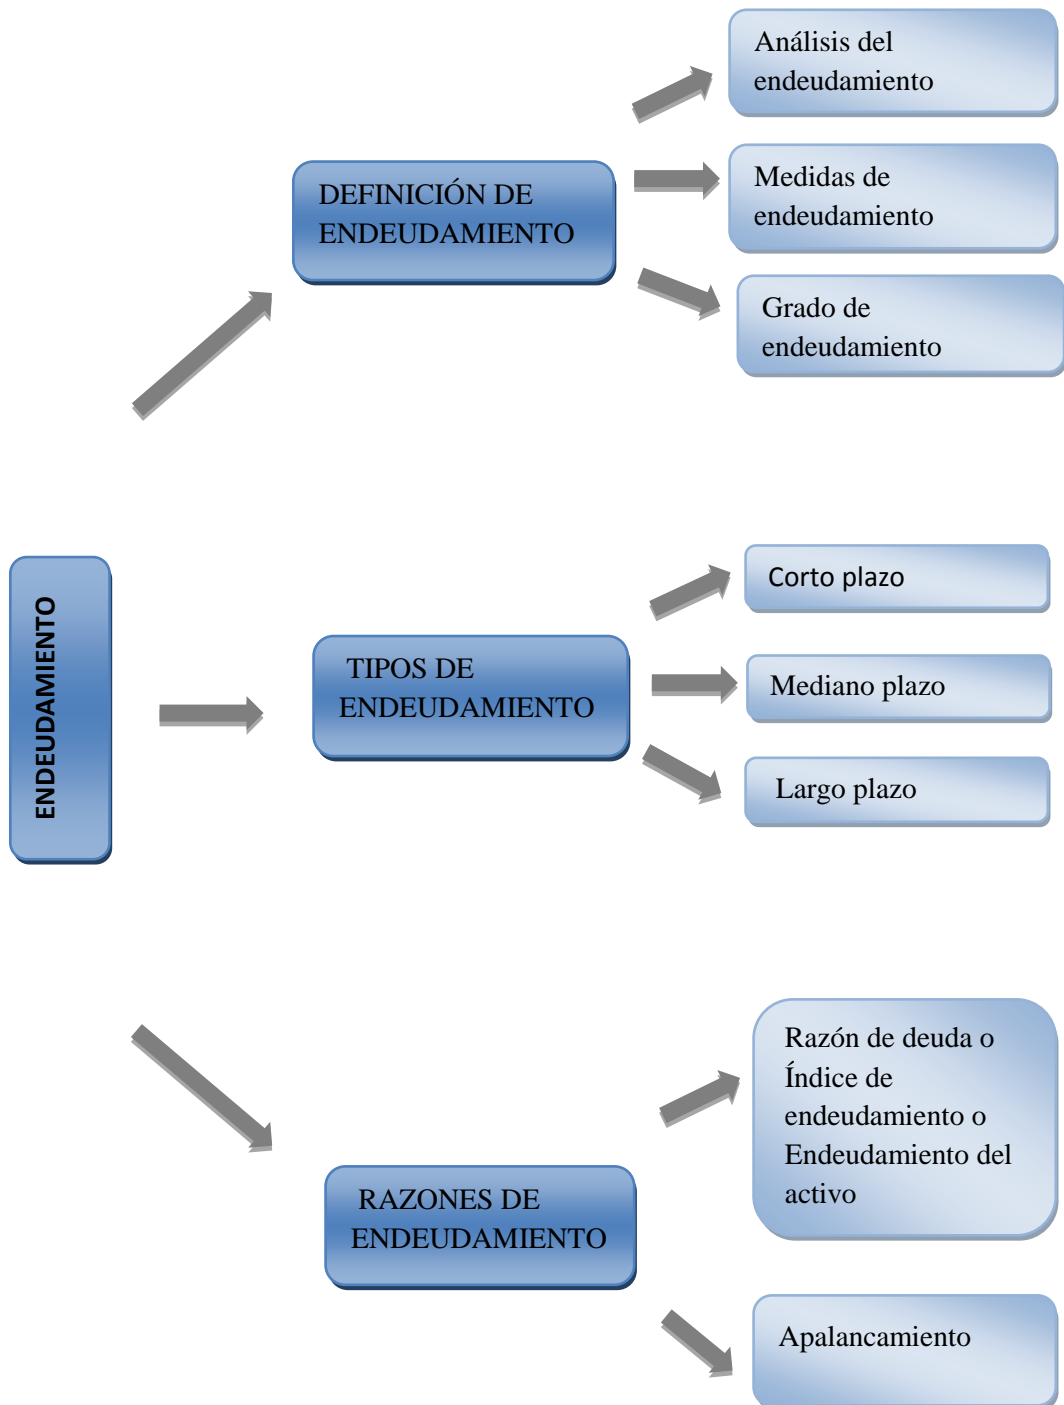 ENDEUDAMIENTO
DEFINICIÓN DE
ENDEUDAMIENTO
Análisis del
endeudamiento
Medidas de
endeudamiento
Grado de
endeudamiento
TIPOS DE
ENDEUDAMIENTO
Corto plazo
Mediano plazo
Largo plazo
RAZONES DE
ENDEUDAMIENTO
Razón de deuda o
Índice de
endeudamiento o
Endeudamiento del
activo
Apalancamiento